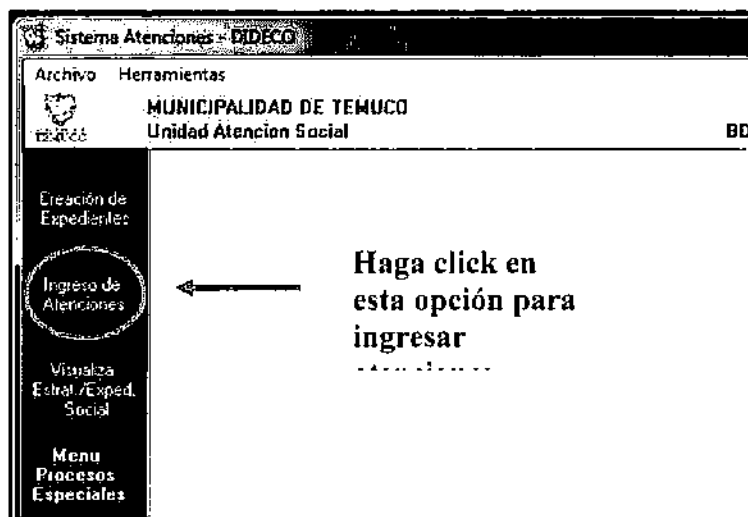 Sistema Atenciones - DIDECO
Archivo Herramientas
TEMUCO
MUNICIPALIDAD DE TEMUCO
Unidad Atencion Social
BD
Creación de
Expedientes
Ingreso de
Atenciones
Visualiza
Estrat./Exped.
Social
Menu
Procesos
Especiales
Haga click en
esta opción para
ingresar